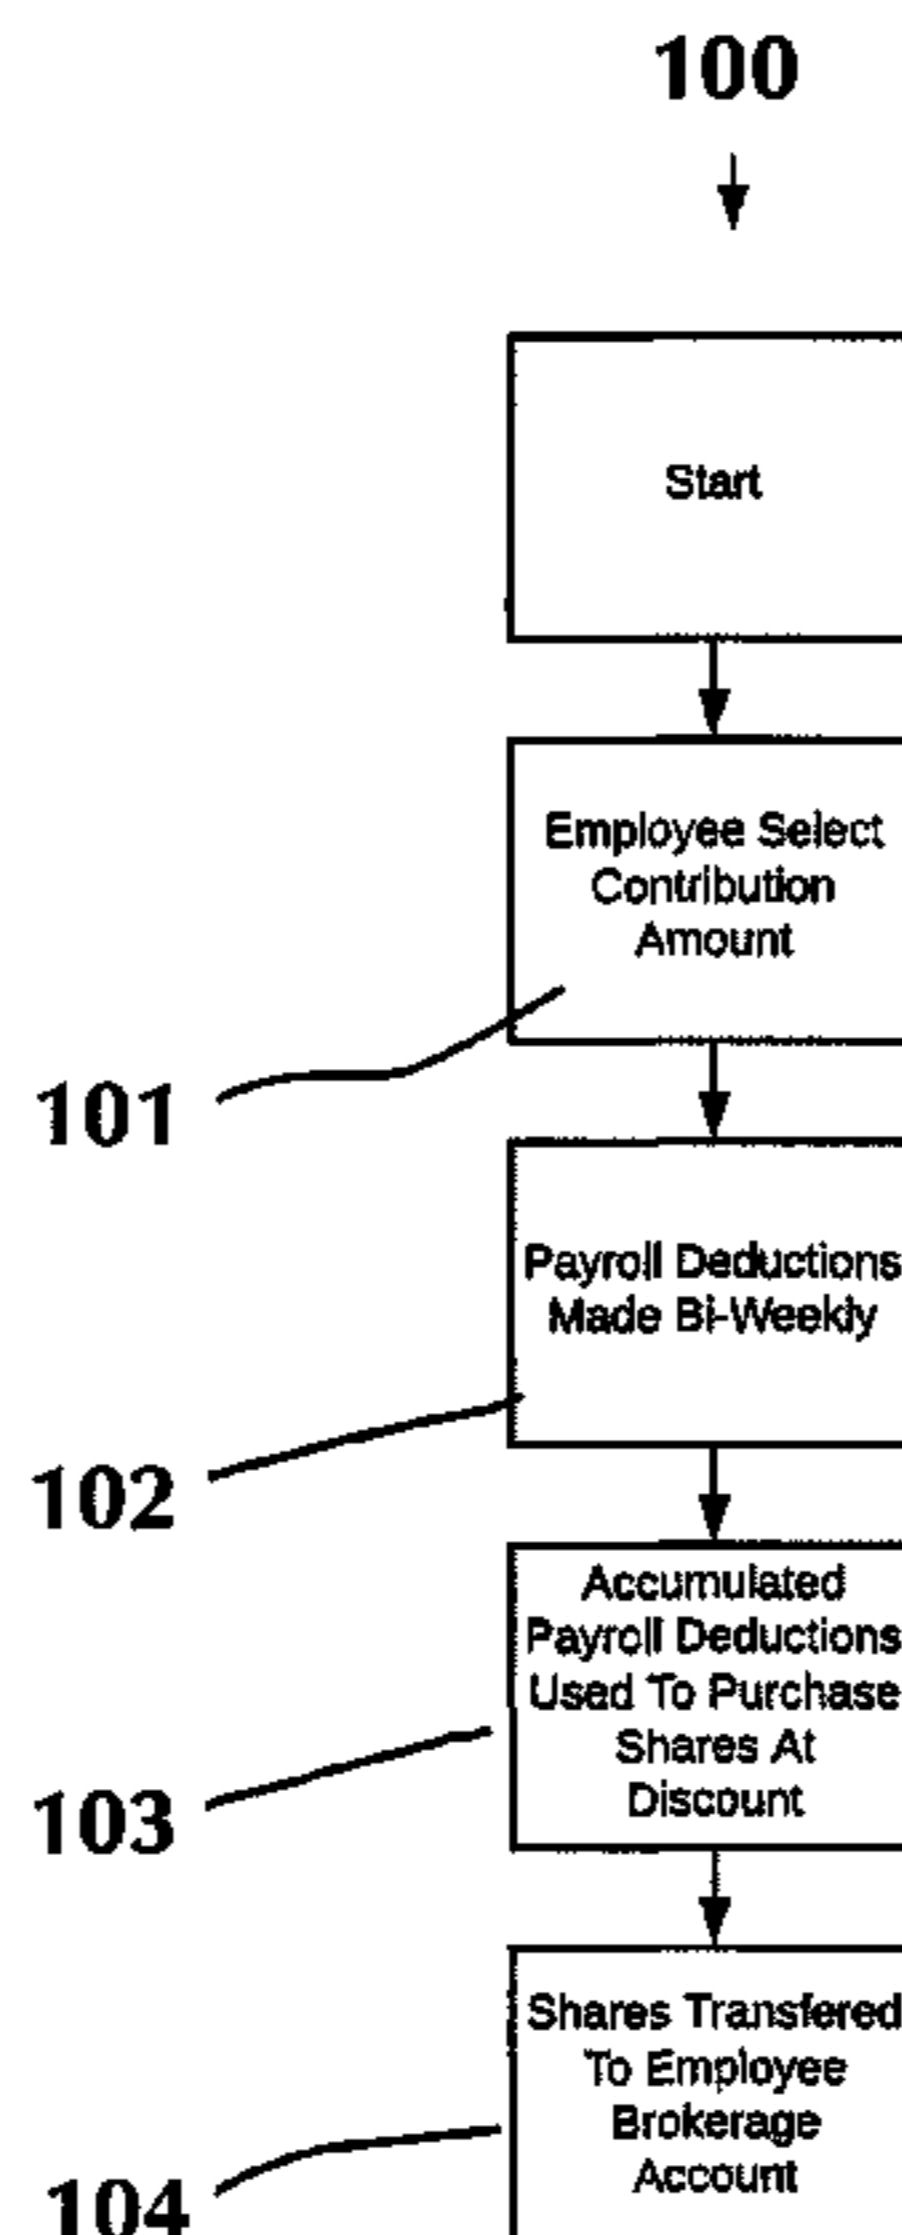 100
Start
Employee Select
Contribution
Amount
101
Payroll Deductions
Made Bi-Weekly
102
Accumulated
Payroll Deductions
Used To Purchase
Shares At
Discount
103
Shares Transfered
To Employee
Brokerage
Account
104